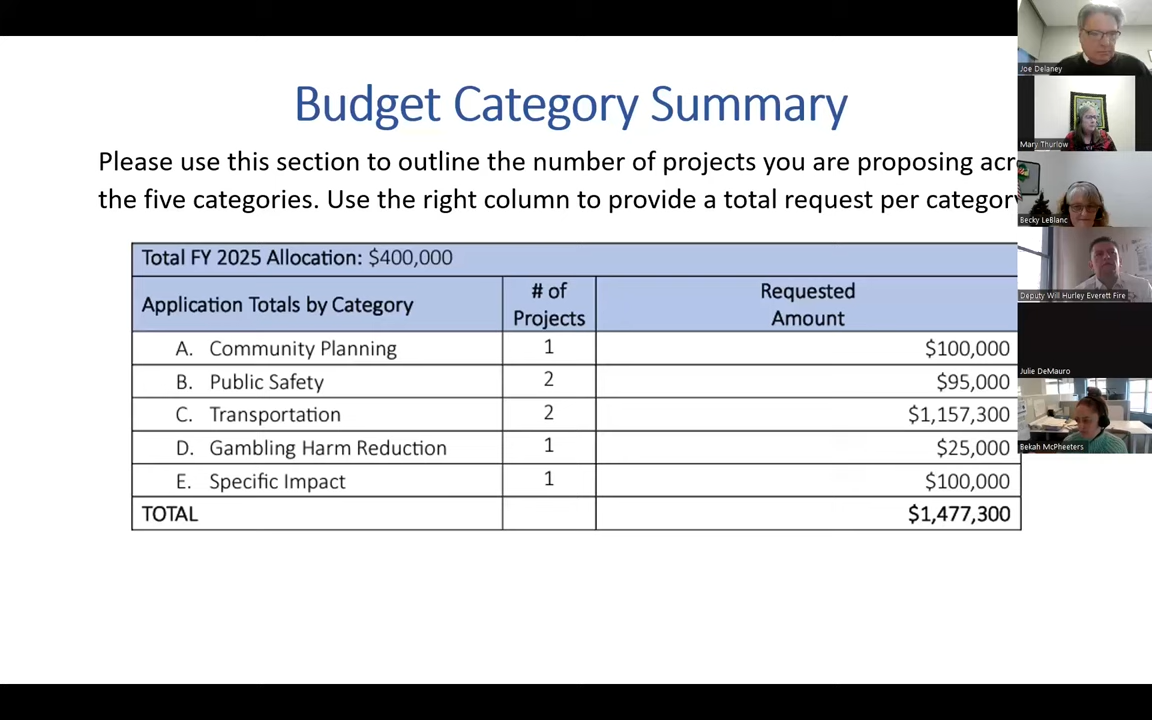 Budget Category Summary
Please use this section to outline the number of projects you are proposing acr
the five categories. Use the right column to provide a total request per category
Total FY 2025 Allocation: $400,000
Application Totals by Category # of Projects Requested Amount
A. Community Planning 1 $100,000
B. Public Safety 2 $95,000
C. Transportation 2 $1,157,300
D. Gambling Harm Reduction 1 $25,000
E. Specific Impact 1 $100,000
TOTAL $1,477,300
Joe Delaney
Mary Thurlow
Becky LeBlanc
Deputy Will Hurley Everett Fire
Julie DeMauro
Bekah McPheeters